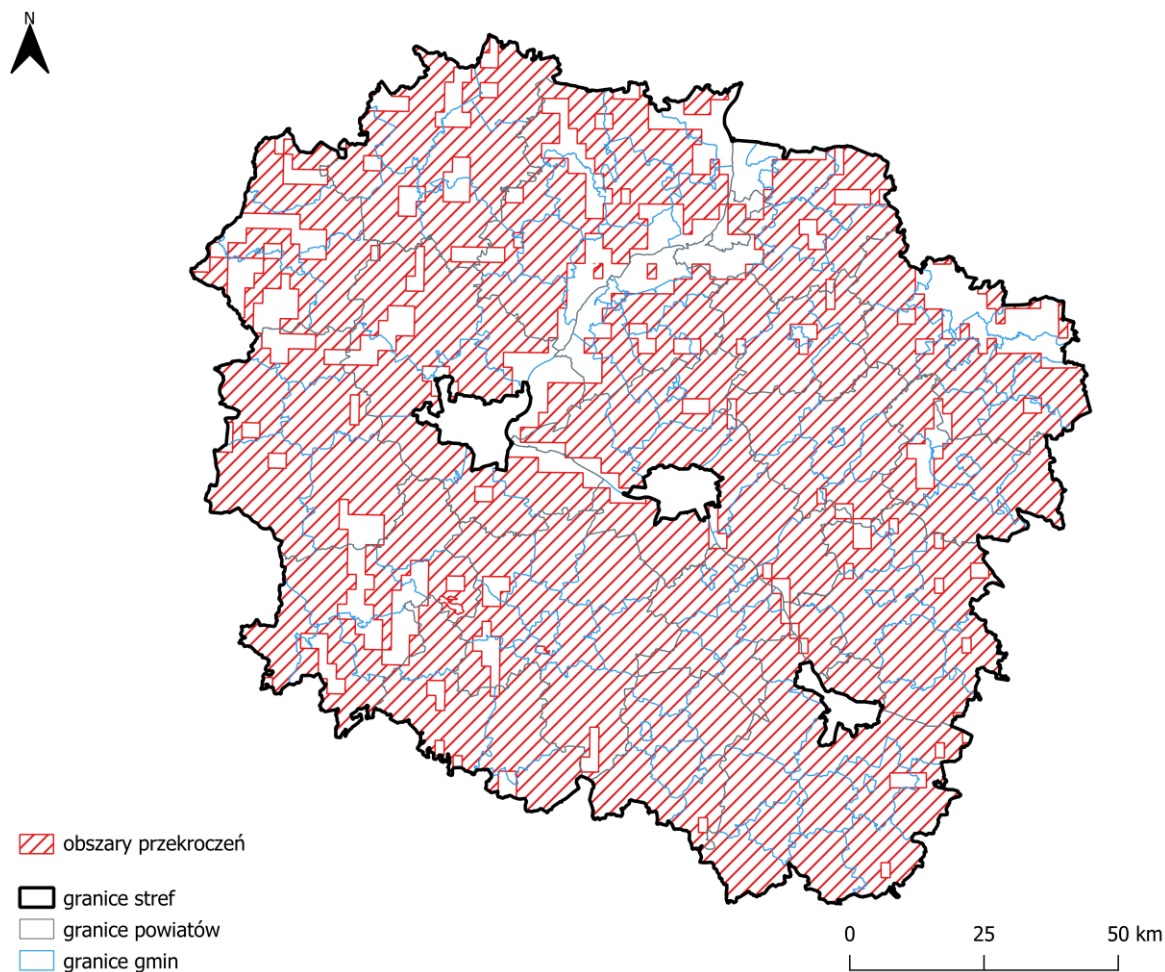 N
obszary przekroczeń
granice stref
granice powiatów
granice gmin
0 25 50 km